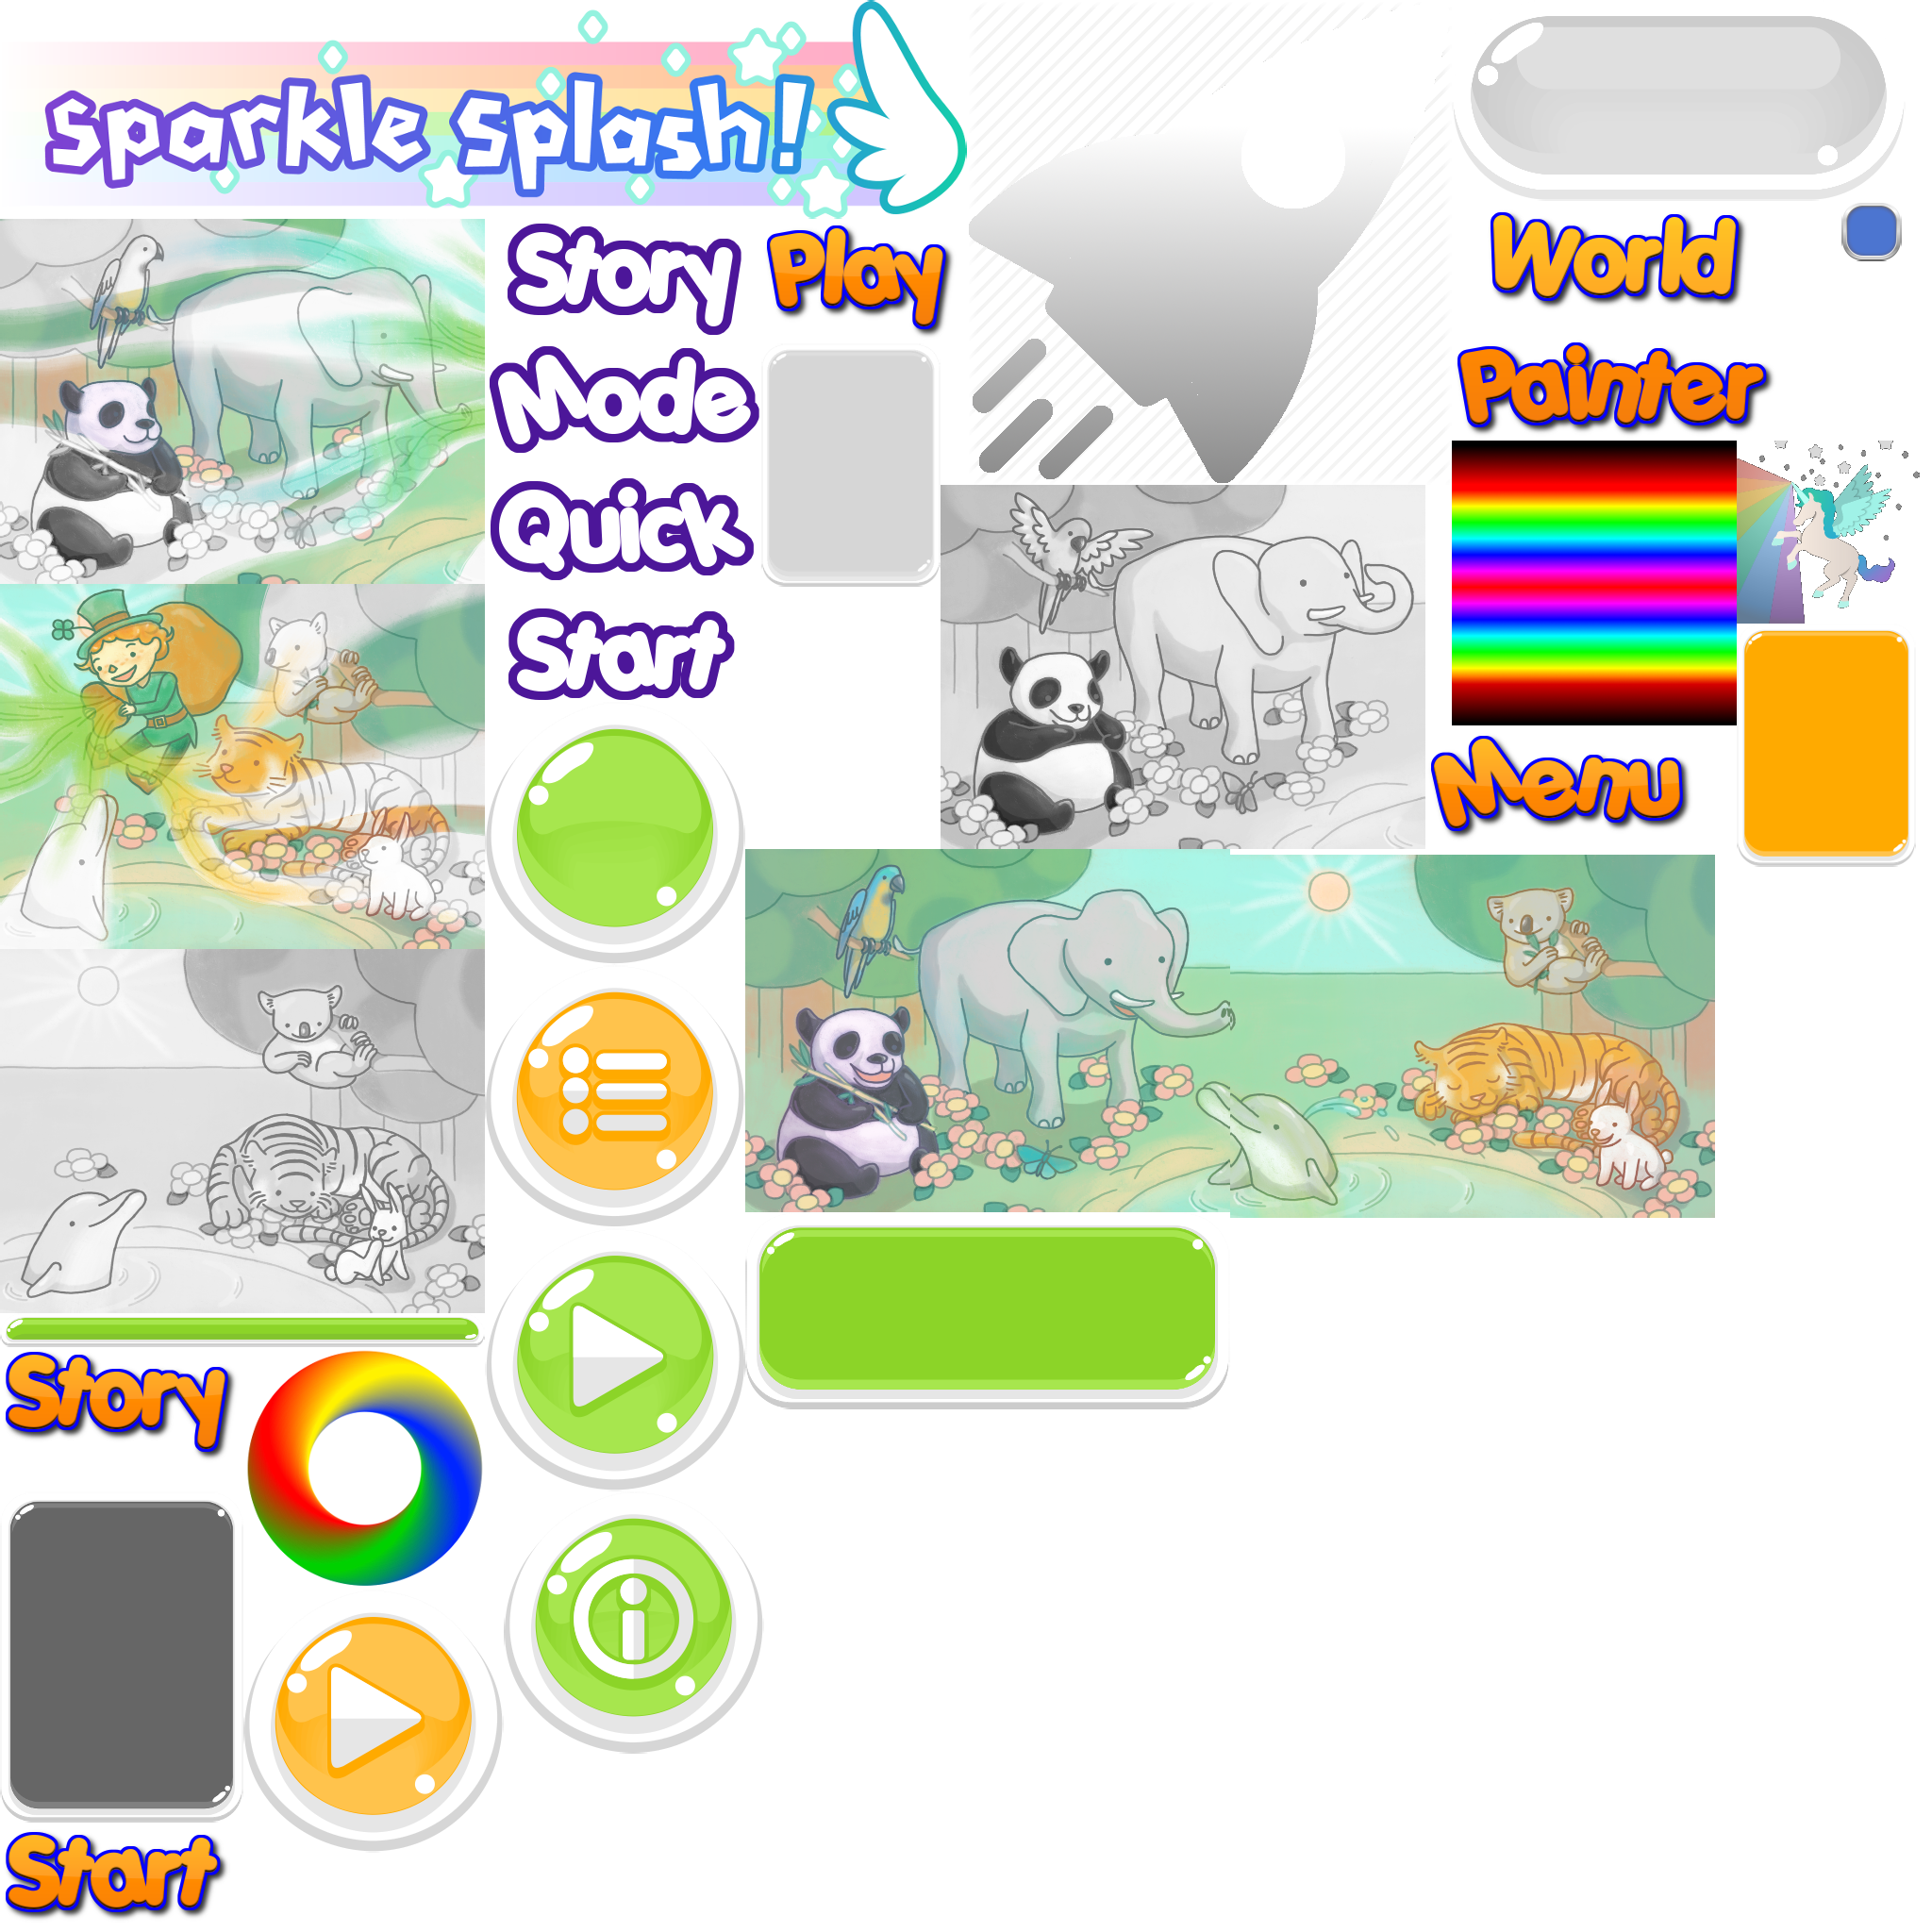 Sparkle Splash!
Story
Play
World
Mode
Painter
Quick
Start
Menu
Story
i
Start